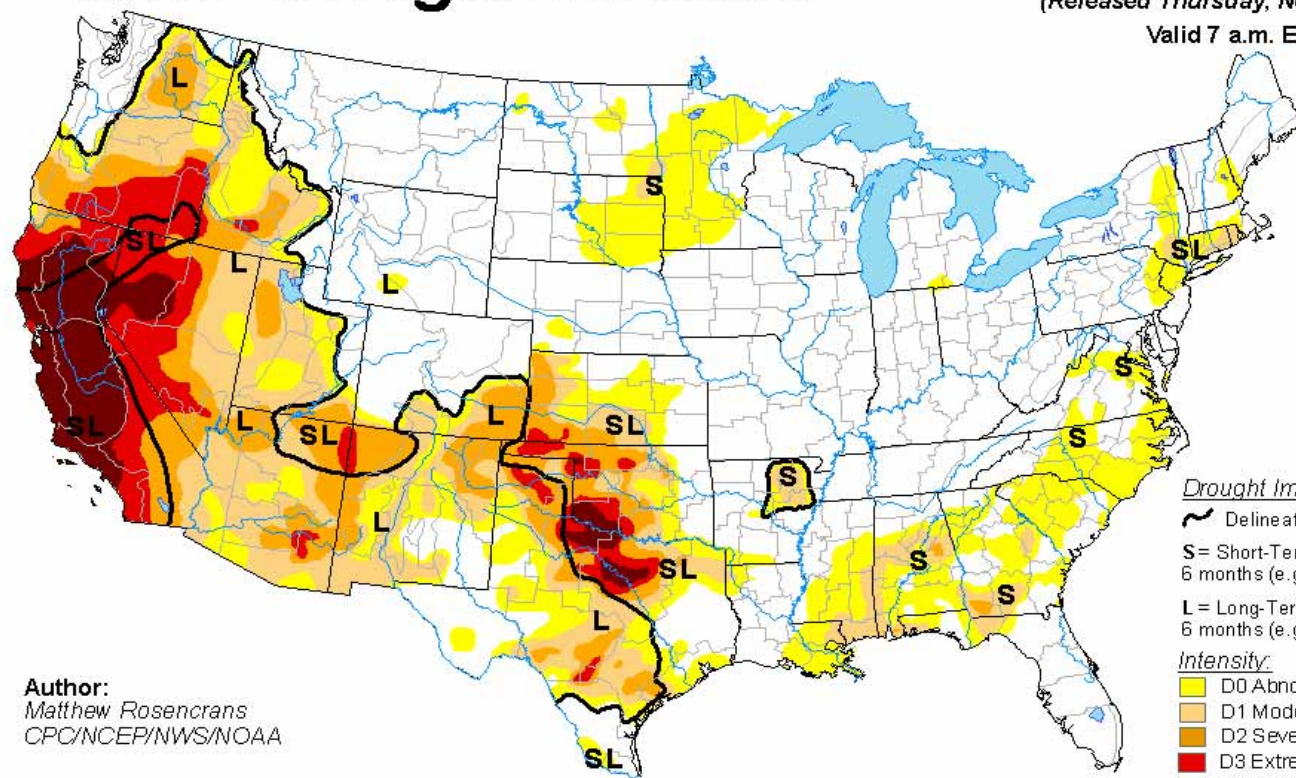 (Released Thursday, No
Valid 7 a.m. E
L
S
SL
L
L
SL
S
L
SL
L
SL
S
S
L
SL
S
L
S
SL
Drought Im
Delineat
S = Short-Ter
6 months (e.g
L = Long-Ter
6 months (e.g
Intensity:
D0 Abno
D1 Mode
D2 Seve
D3 Extre
Author:
Matthew Rosencrans
CPC/NCEP/NWS/NOAA
SL